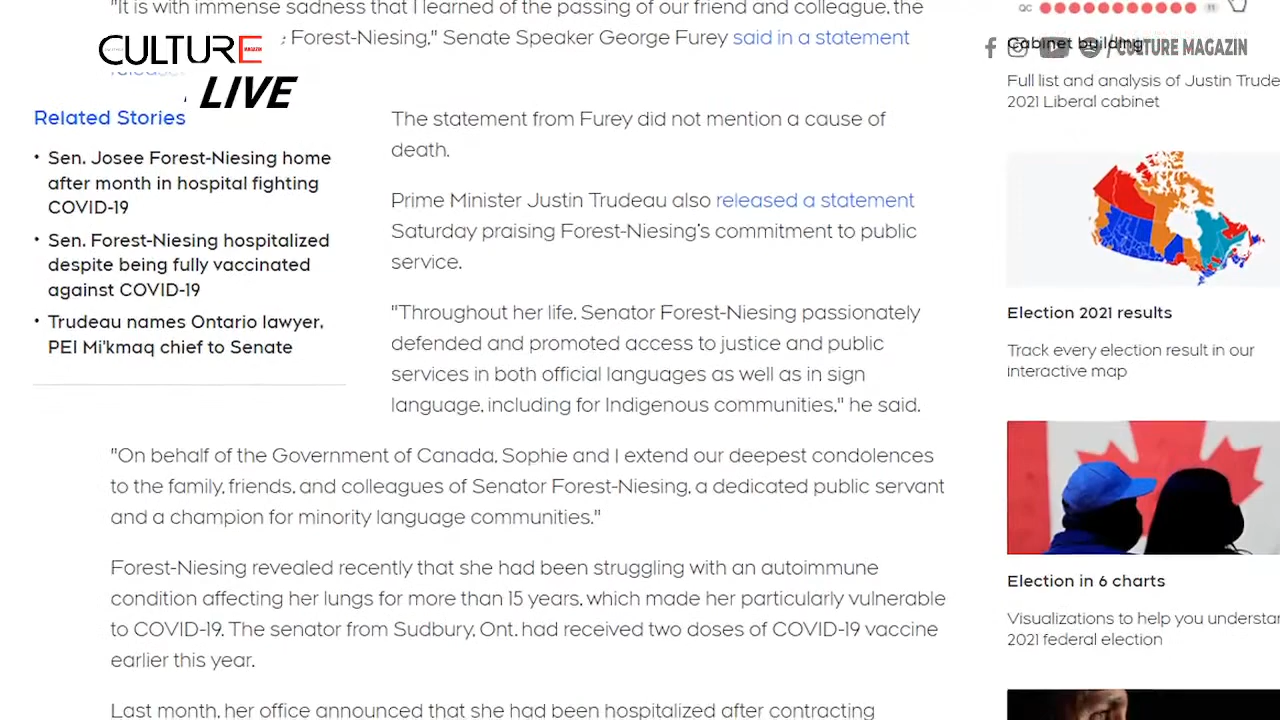 "It is with immense sadness that I learned of the passing of our friend and colleague, the
Forest-Niesing," Senate Speaker George Furey said in a statement
CULTURE
MAGAZIN
LIVE
Related Stories
• Sen. Josee Forest-Niesing home
after month in hospital fighting
COVID-19
• Sen. Forest-Niesing hospitalized
despite being fully vaccinated
against COVID-19
• Trudeau names Ontario lawyer,
PEI Mi'kmaq chief to Senate
The statement from Furey did not mention a cause of
death.
Prime Minister Justin Trudeau also released a statement
Saturday praising Forest-Niesing's commitment to public
service.
"Throughout her life, Senator Forest-Niesing passionately
defended and promoted access to justice and public
services in both official languages as well as in sign
language, including for Indigenous communities," he said.
"On behalf of the Government of Canada, Sophie and I extend our deepest condolences
to the family, friends, and colleagues of Senator Forest-Niesing, a dedicated public servant
and a champion for minority language communities."
Forest-Niesing revealed recently that she had been struggling with an autoimmune
condition affecting her lungs for more than 15 years, which made her particularly vulnerable
to COVID-19. The senator from Sudbury, Ont. had received two doses of COVID-19 vaccine
earlier this year.
Last month, her office announced that she had been hospitalized after contracting
QC 11
Cabinet building
/ CULTURE MAGAZIN
Full list and analysis of Justin Trude
2021 Liberal cabinet
Election 2021 results
Track every election result in our
interactive map
Election in 6 charts
Visualizations to help you understa
2021 federal election